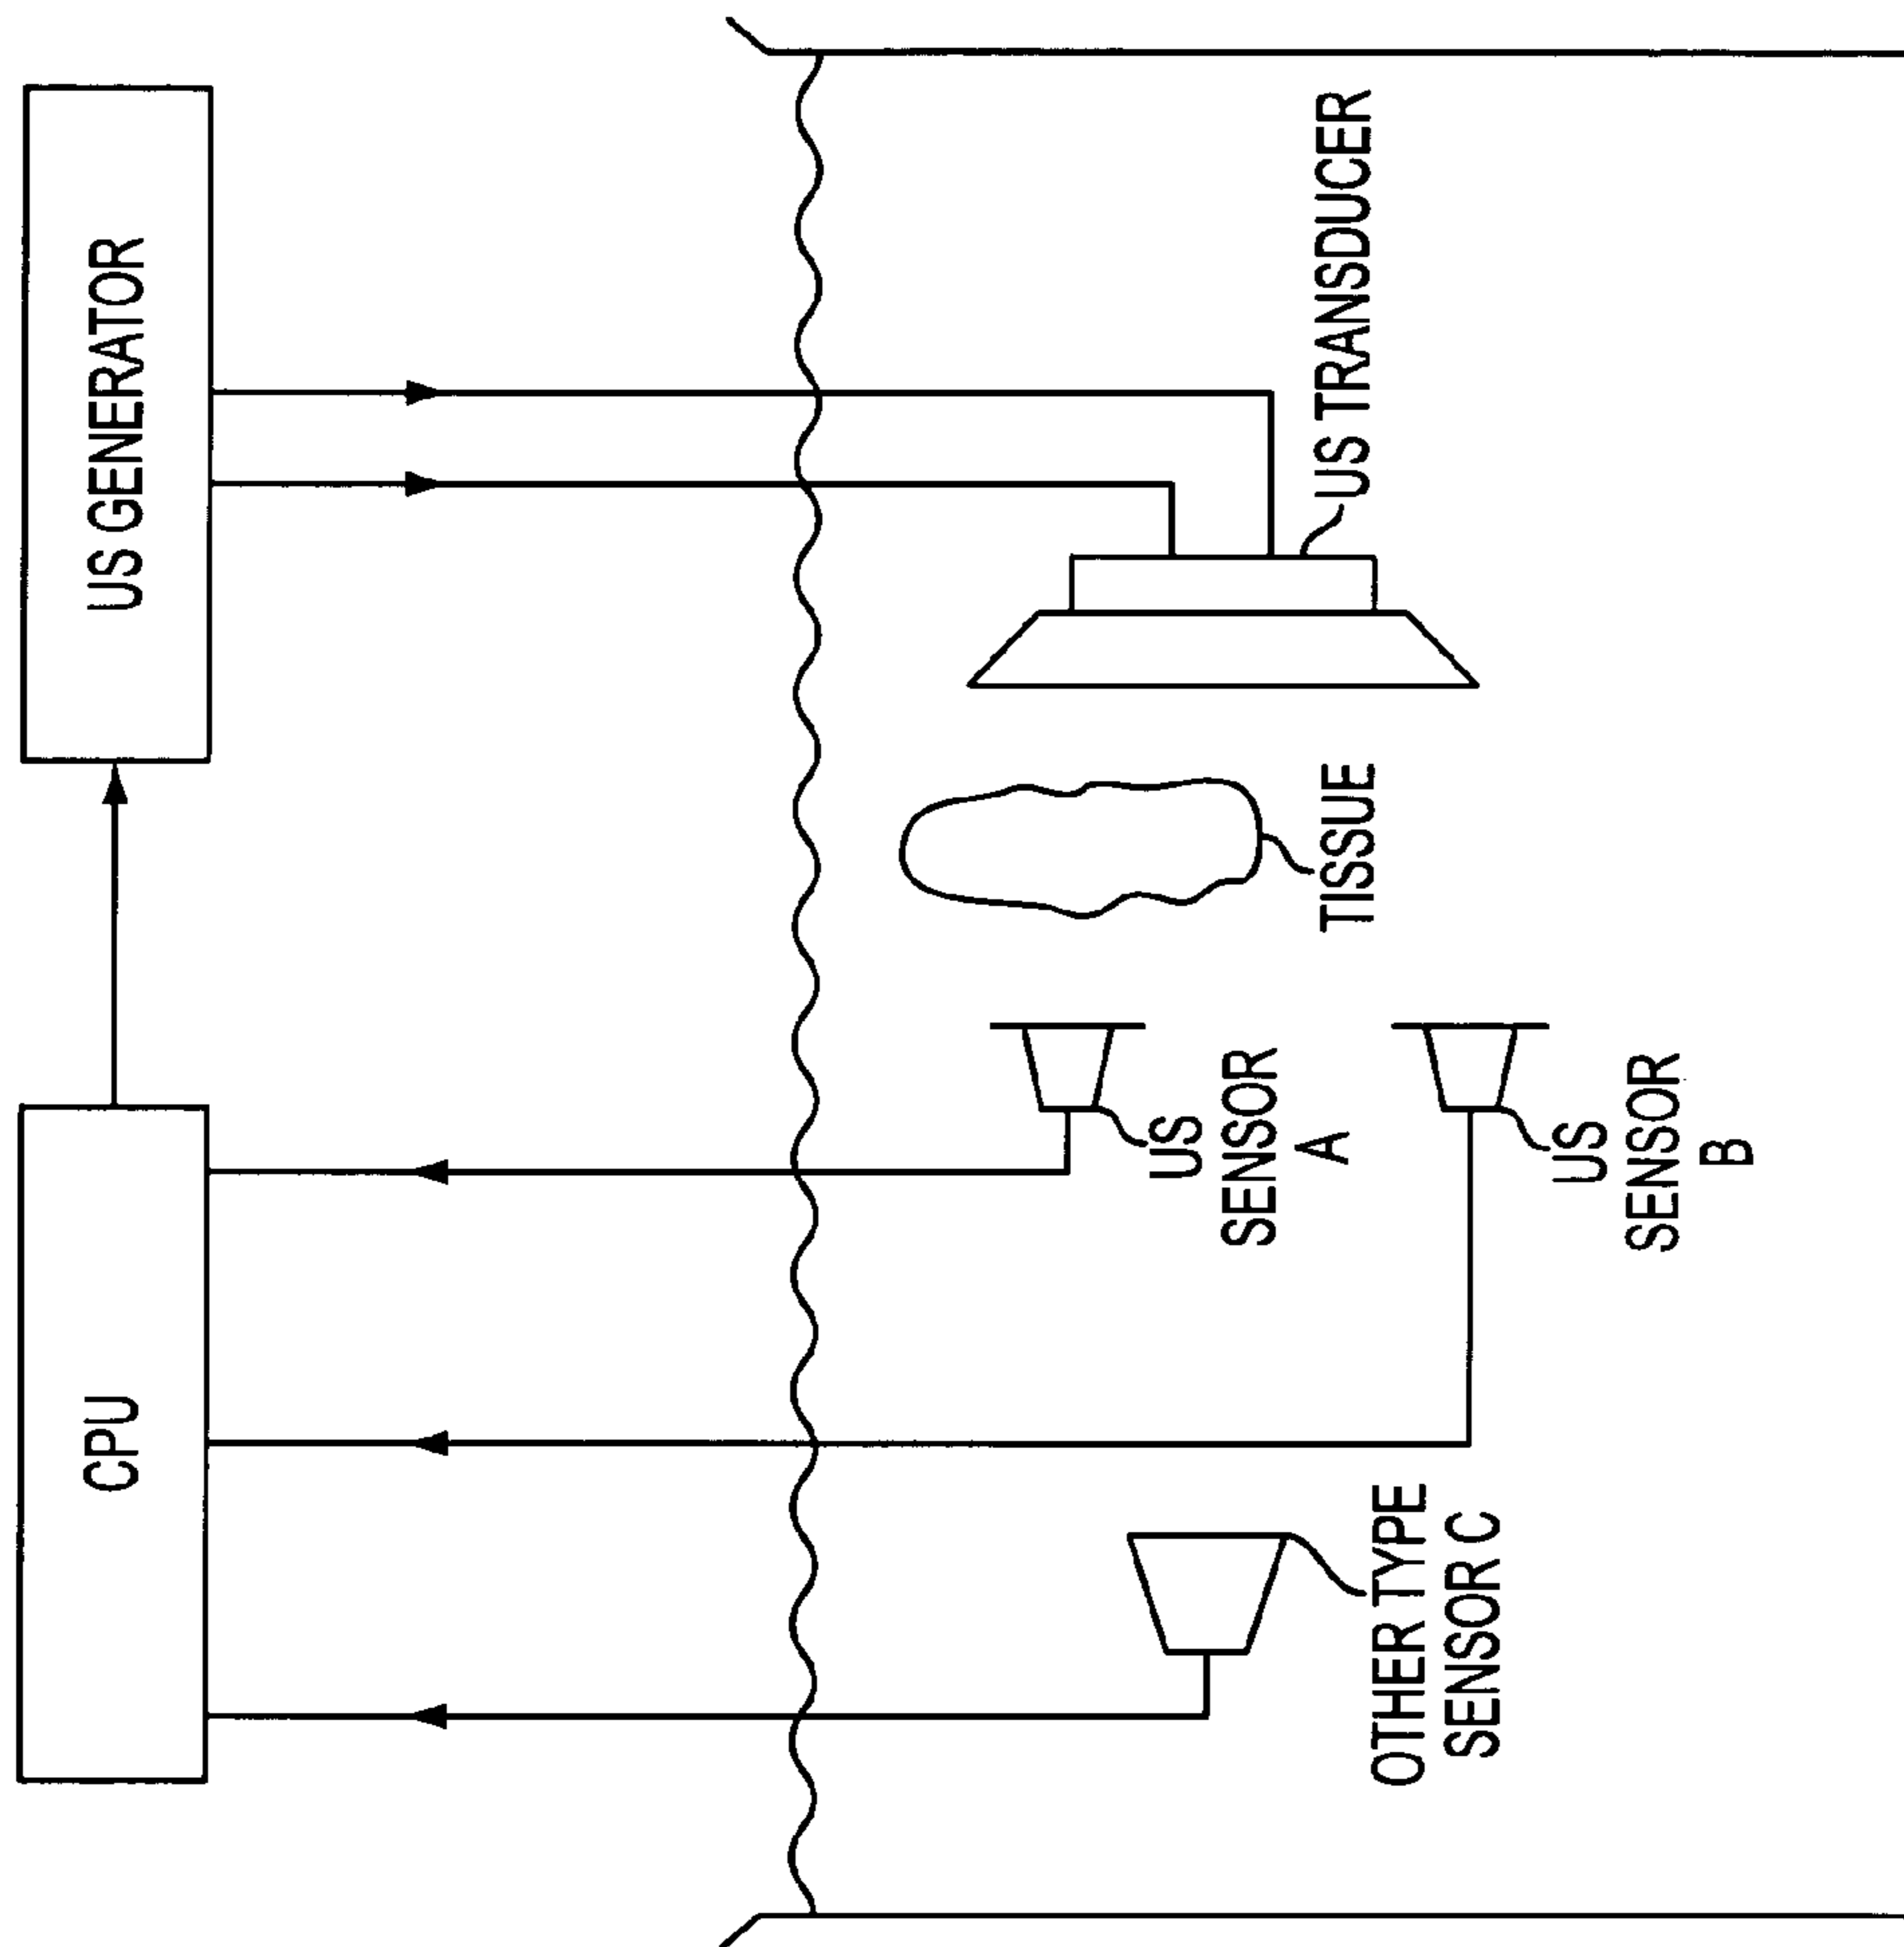 CPU
US GENERATOR
OTHER TYPE
SENSOR C
US
SENSOR
A
US
SENSOR
B
TISSUE
US TRANSDUCER